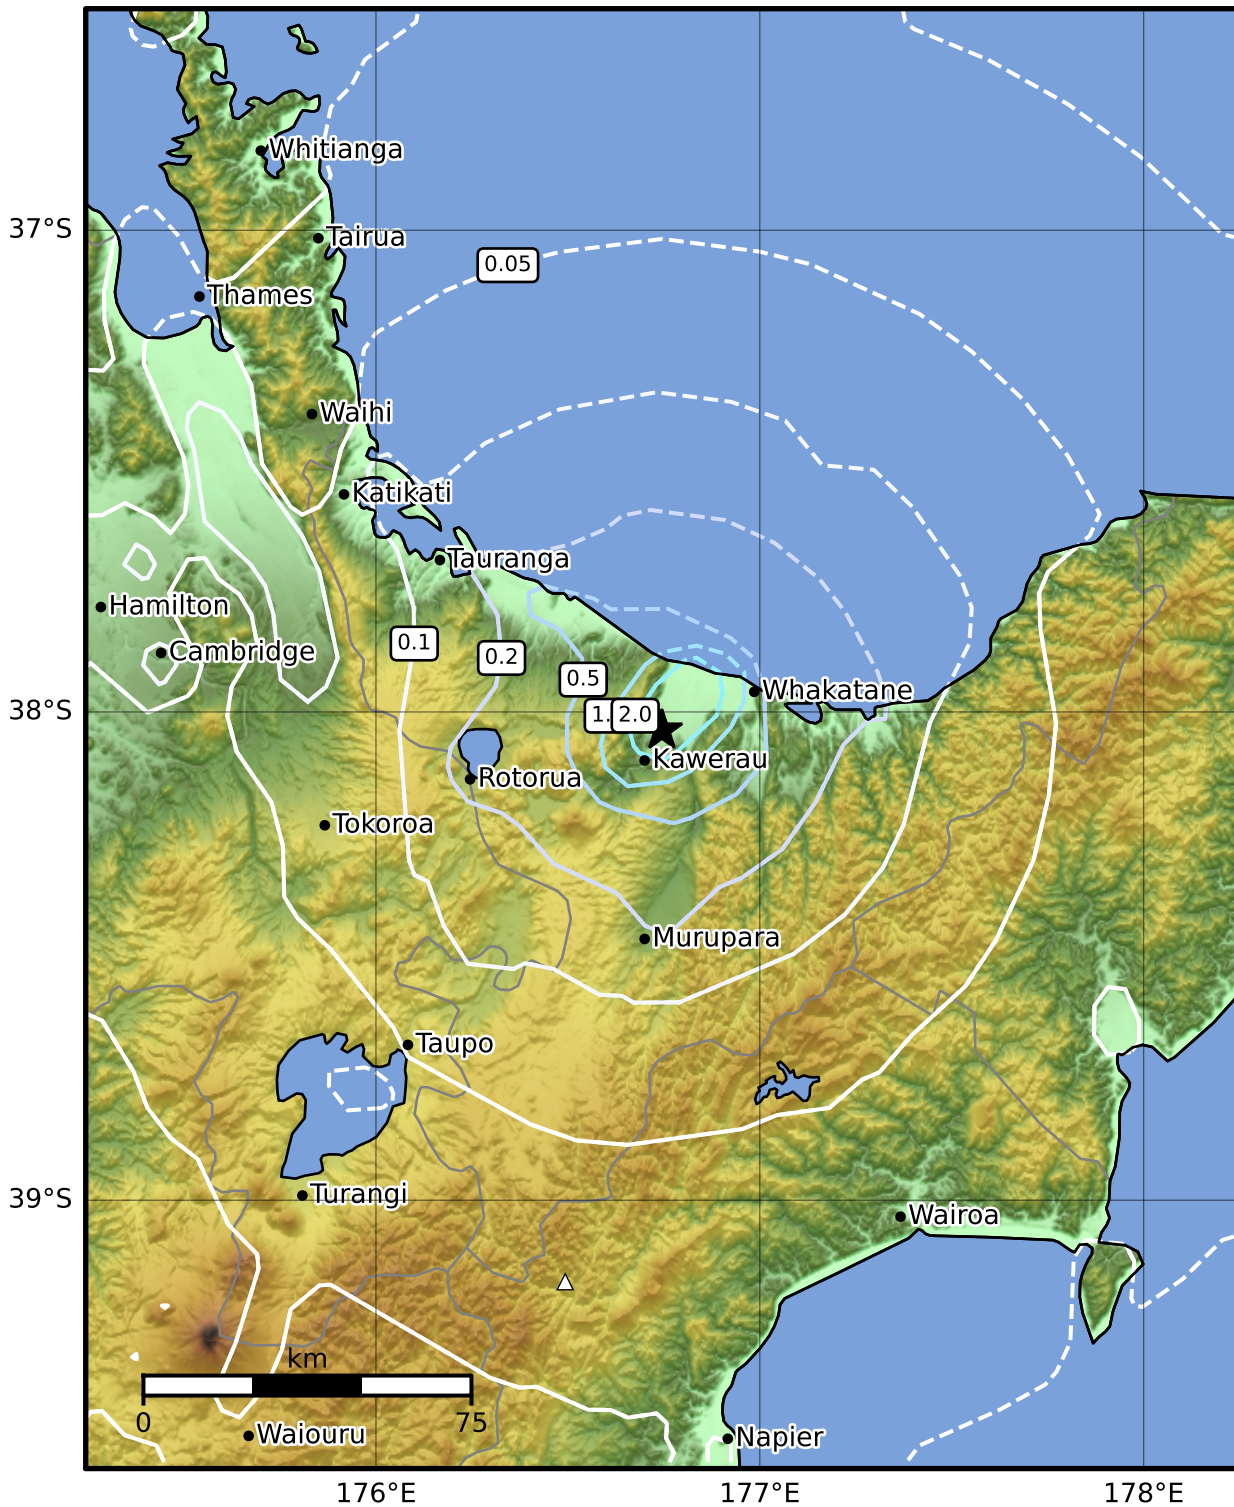 Whitianga
37°S
Tairua
0.05
Thames
Waihi
Katikati
Tauranga
Hamilton
0.1
Cambridge
0.2
0.5
Whakatane
38°S
1.
2.0
Kawerau
Rotorua
Tokoroa
Murupara
Taupo
39°S
Turangi
Wairoa
km
0
75
Waiouru
Napier
176°E
177°E
178°E